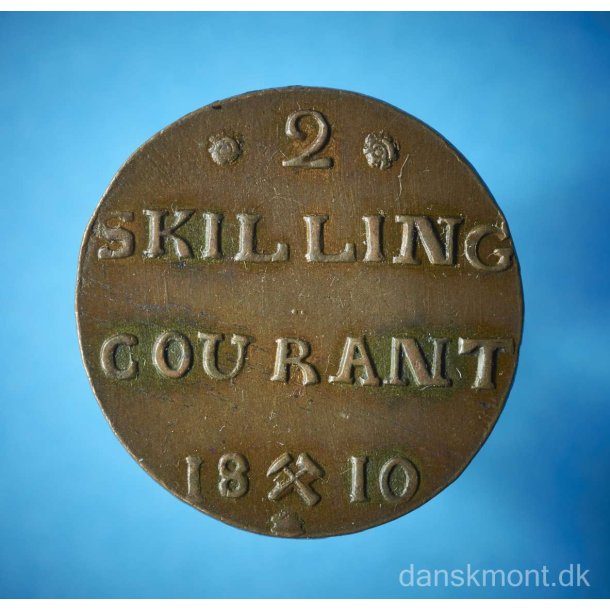 2
SKILLING
COURANT
18 10
danskmont.dk